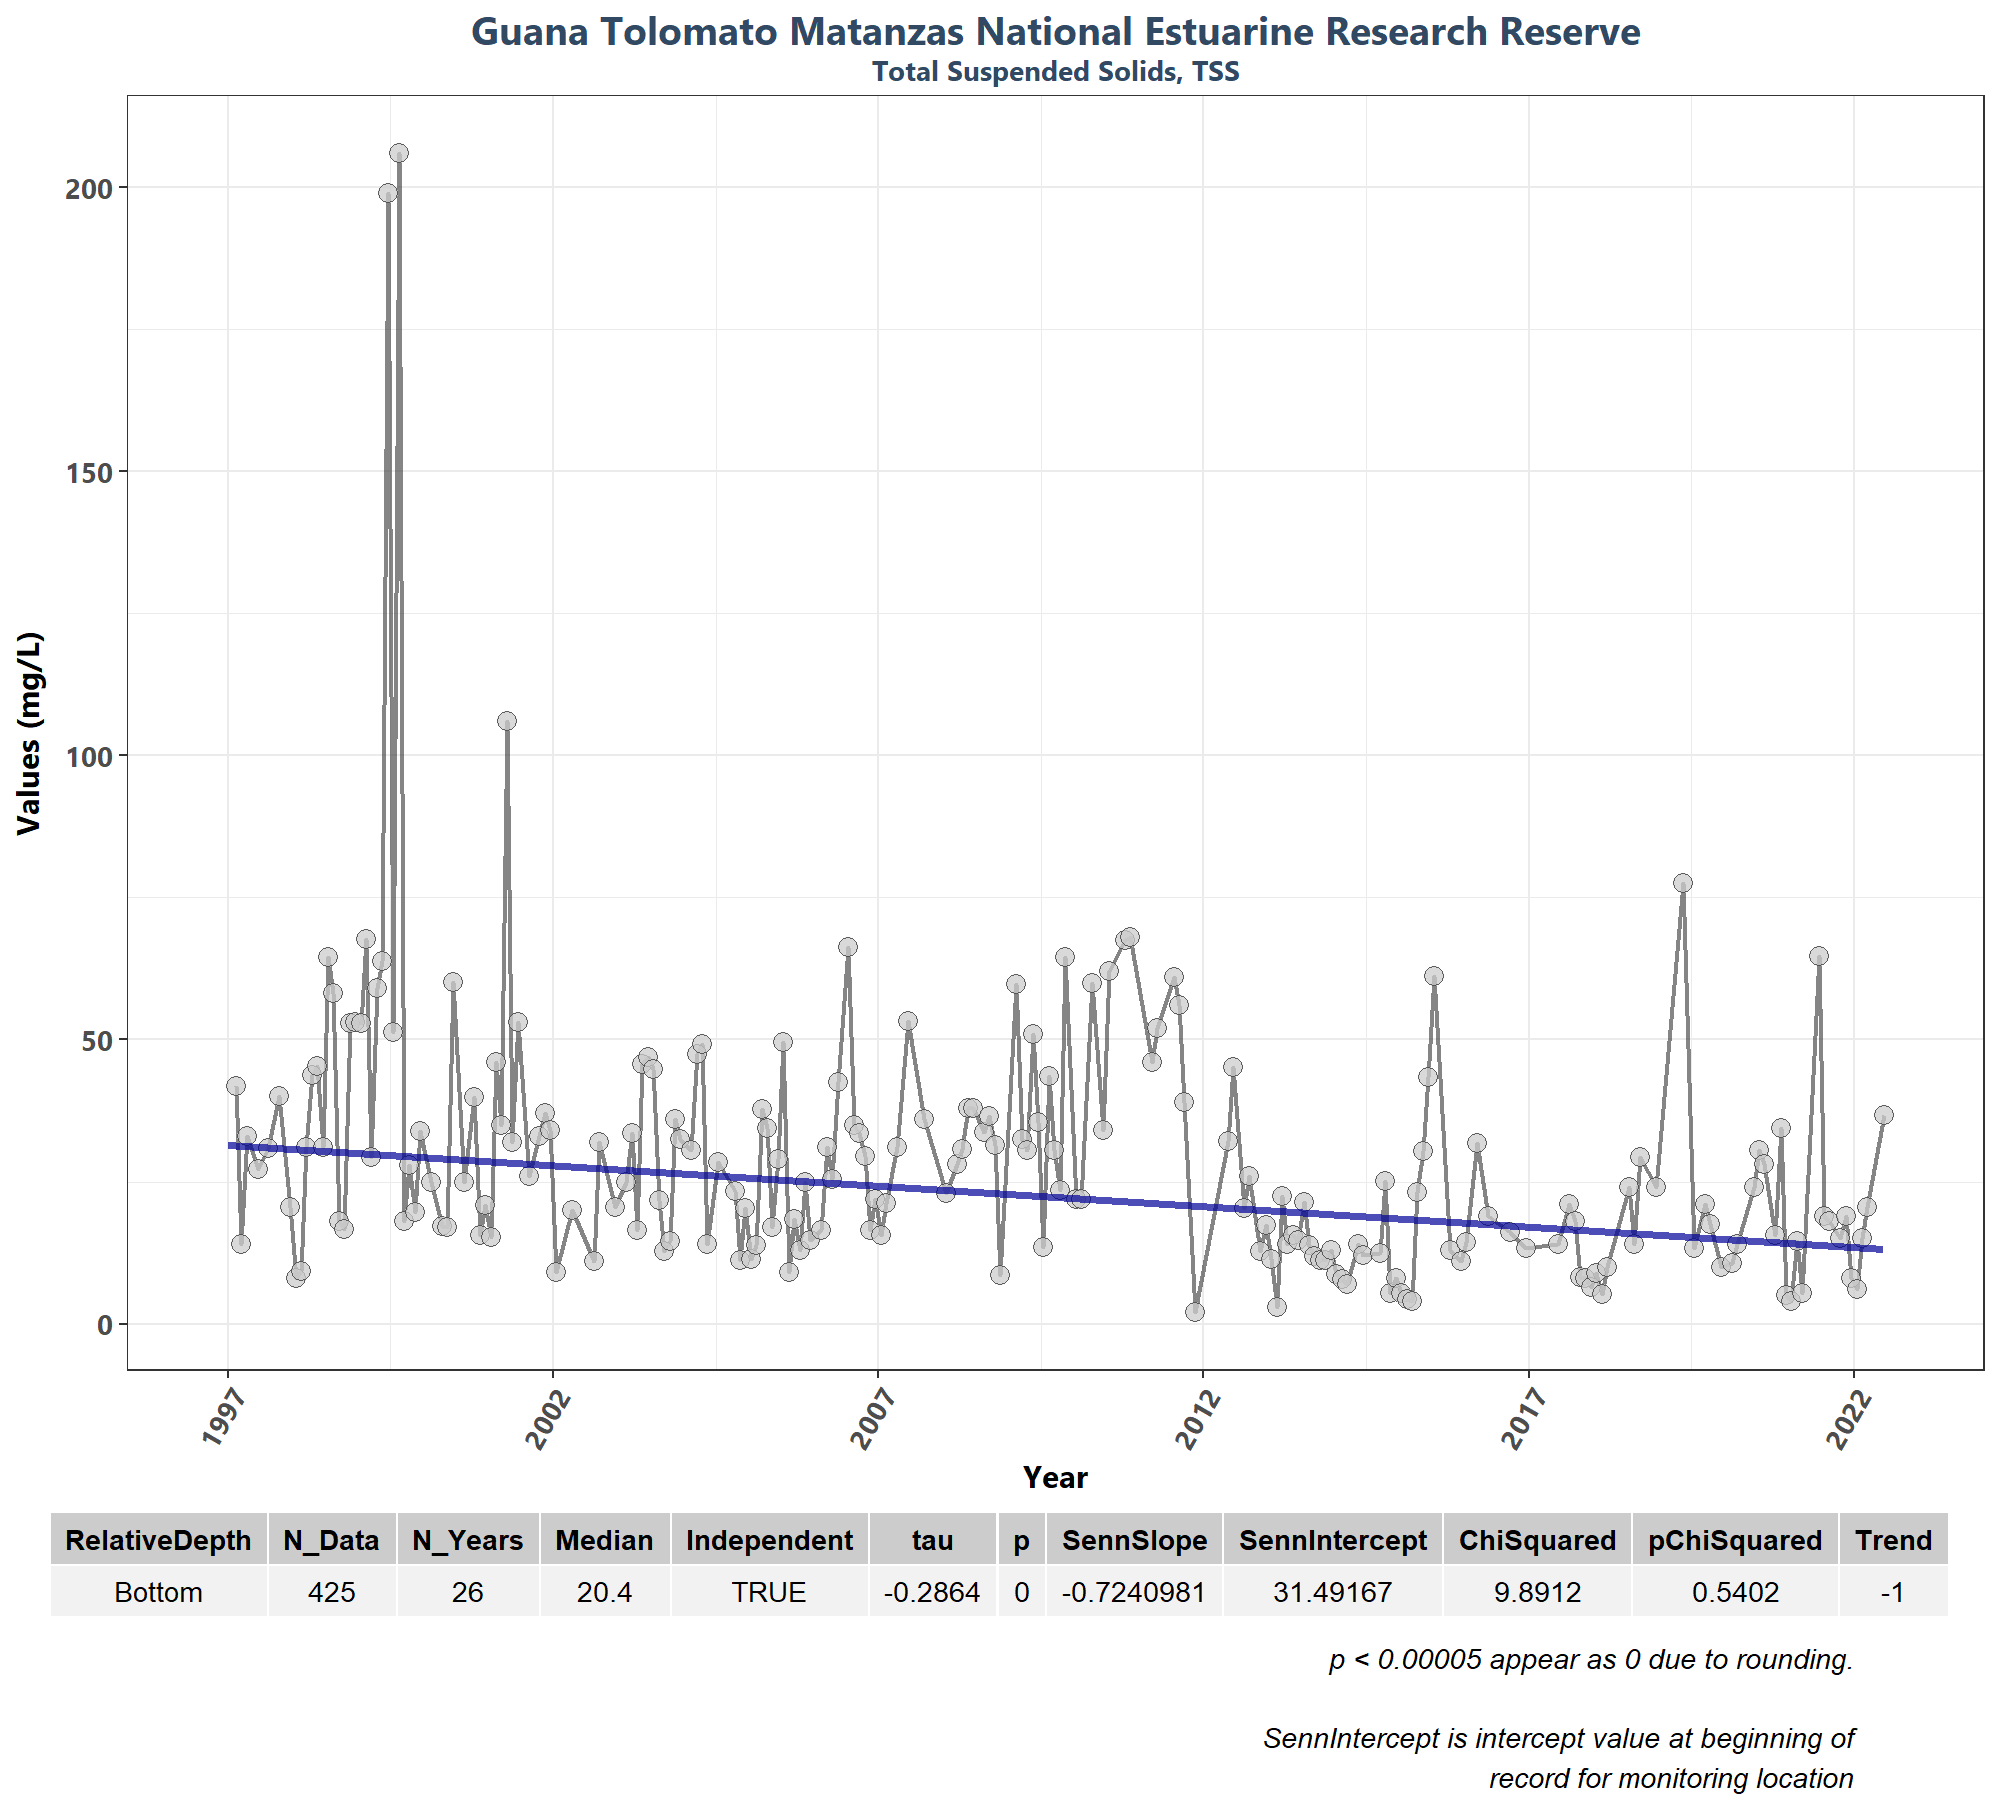 Guana Tolomato Matanzas National Estuarine Research Reserve
Total Suspended Solids, TSS
Values (mg/L)
200
150
100
50
0
1997 2002 2007 2012 2017 2022
Year
RelativeDepth N_Data N_Years Median Independent tau p SennSlope SennIntercept ChiSquared pChiSquared Trend
Bottom 425 26 20.4 TRUE -0.2864 0 -0.7240981 31.49167 9.8912 0.5402 -1
p < 0.00005 appear as 0 due to rounding.
SennIntercept is intercept value at beginning of
record for monitoring location